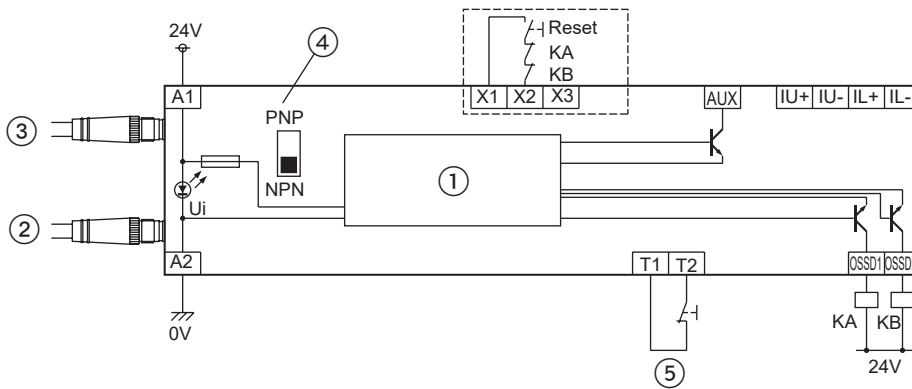 24V
④
Reset
KA
KB
A1
X1 X2 X3
AUX
IU+ IU- IL+ IL-
③
PNP
NPN
①
Ui
②
A2
T1 T2
OSSD1 OSSD
0V
KA KB
⑤
24V